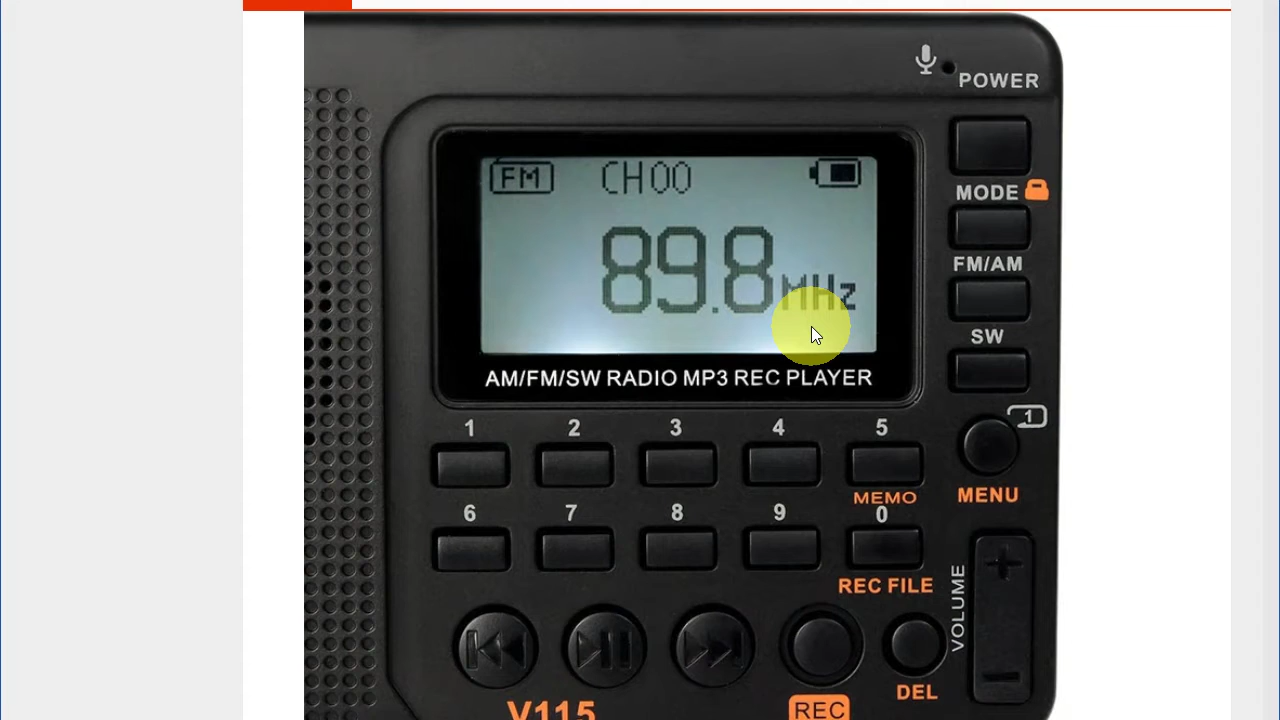 POWER
FM CH00
MODE
89.8 MHz
FM/AM
SW
AM/FM/SW RADIO MP3 REC PLAYER
1
1 2 3 4 5
MEMO
MENU
6 7 8 9 0
REC FILE
VOLUME
+
-
DEL
V115
REC